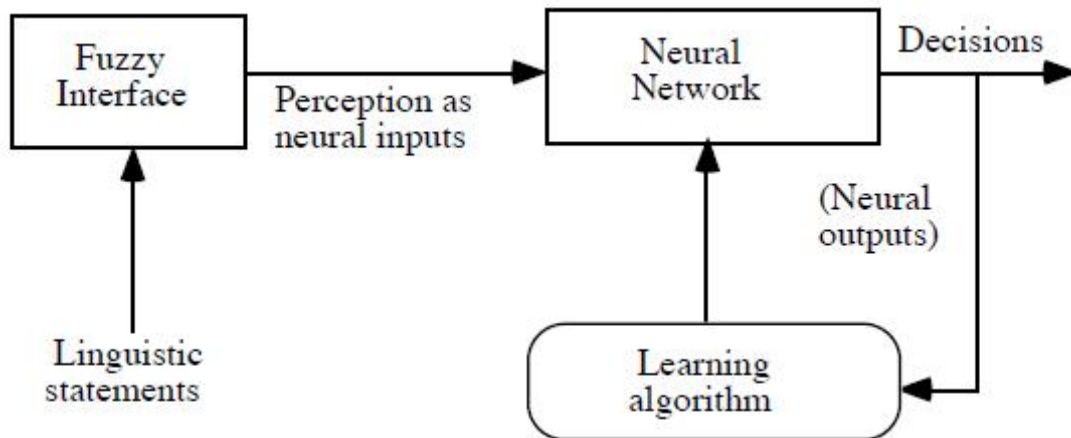 Fuzzy
Interface
Perception as
neural inputs
Neural
Network
Decisions
(Neural
outputs)
Linguistic
statements
Learning
algorithm